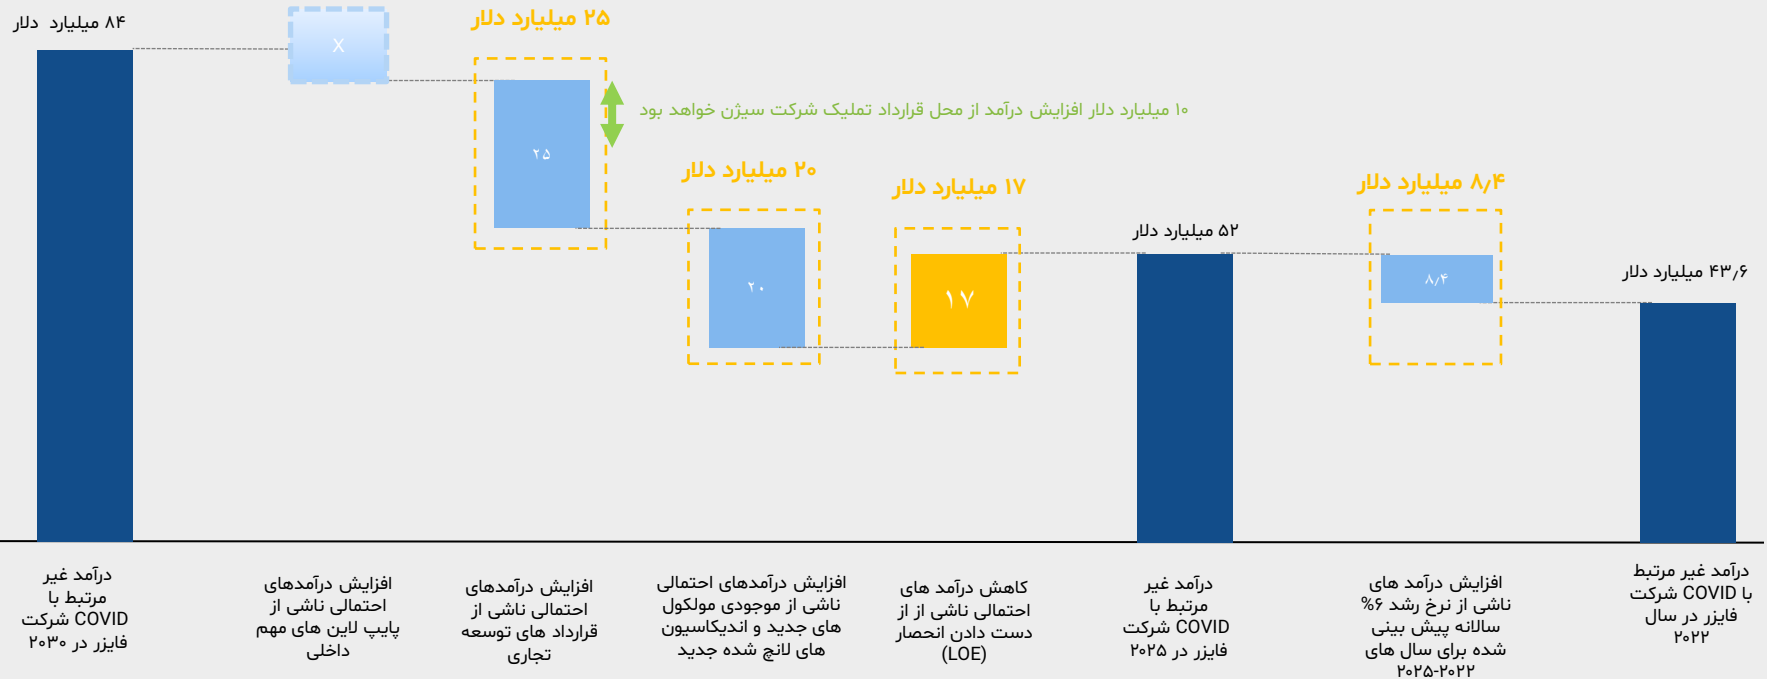 ۸۴ میلیارد دلار
X
۲۵ میلیارد دلار
۲۵
۱۰ میلیارد دلار افزایش درآمد از محل قرارداد تملیک شرکت سیژن خواهد بود
۲۰ میلیارد دلار
۲۰
۱۷ میلیارد دلار
۱۷
۵۲ میلیارد دلار
۸٫۴ میلیارد دلار
۸٫۴
۴۳٫۶ میلیارد دلار
درآمد غیر
مرتبط با
COVID شرکت
فایزر در ۲۰۳۰
افزایش درآمدهای
احتمالی ناشی از
پایپ لاین های مهم
داخلی
افزایش درآمدهای
احتمالی ناشی از
قرارداد های توسعه
تجاری
افزایش درآمدهای احتمالی
ناشی از موجودی مولکول
های جدید و اندیکاسیون
های لانچ شده جدید
کاهش درآمد های
احتمالی ناشی از از
دست دادن انحصار
(LOE)
درآمد غیر
مرتبط با
COVID شرکت
فایزر در ۲۰۲۵
افزایش درآمد های
ناشی از نرخ رشد ۶%
سالانه پیش بینی
شده برای سال های
۲۰۲۵-۲۰۲۲
درآمد غیر مرتبط
با COVID شرکت
فایزر در سال
۲۰۲۲